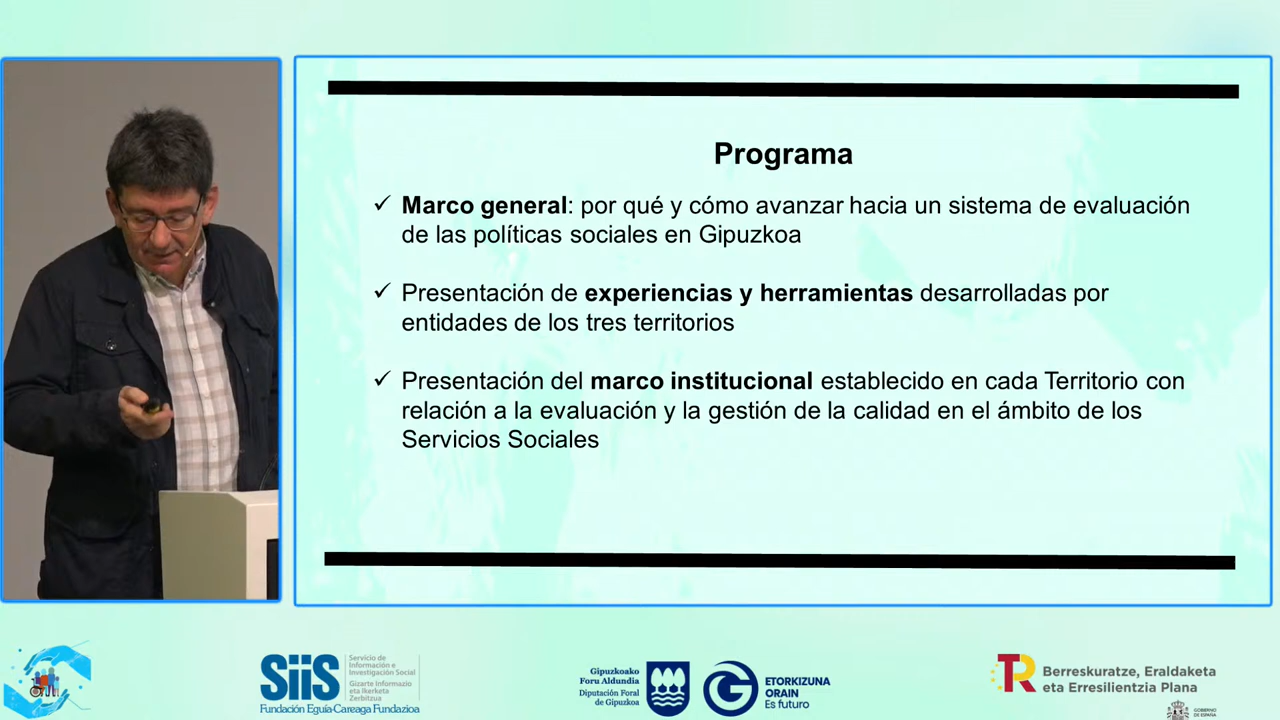 Programa
✓ Marco general: por qué y cómo avanzar hacia un sistema de evaluación
de las políticas sociales en Gipuzkoa
✓ Presentación de experiencias y herramientas desarrolladas por
entidades de los tres territorios
✓ Presentación del marco institucional establecido en cada Territorio con
relación a la evaluación y la gestión de la calidad en el ámbito de los
Servicios Sociales
SiiS
Servicio de
Información e
Investigación Social
Gizarte Informazio
eta Ikerketa
Zerbitzua
Fundación Eguía-Careaga Fundazioa
Gipuzkoako
Foru Aldundia
Diputación Foral
de Gipuzkoa
ETORKIZUNA
ORAIN
Es futuro
TR
Berreskuratze, Eraldaketa
eta Erresilientzia Plana
GOBIERNO
DE ESPAÑA